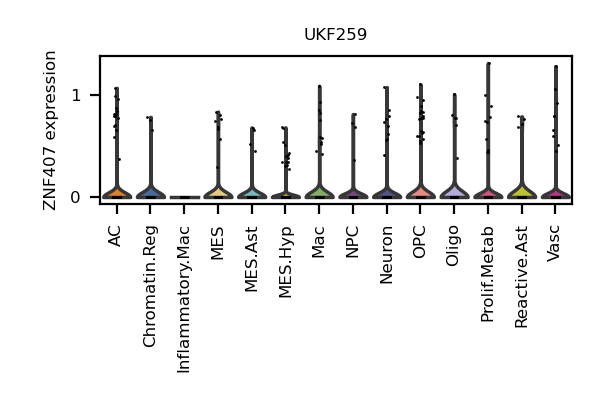 UKF259
ZNF407 expression
1
0
AC
Chromatin.Reg
Inflammatory.Mac
MES
MES.Ast
MES.Hyp
Mac
NPC
Neuron
OPC
Oligo
Prolif.Metab
Reactive.Ast
Vasc